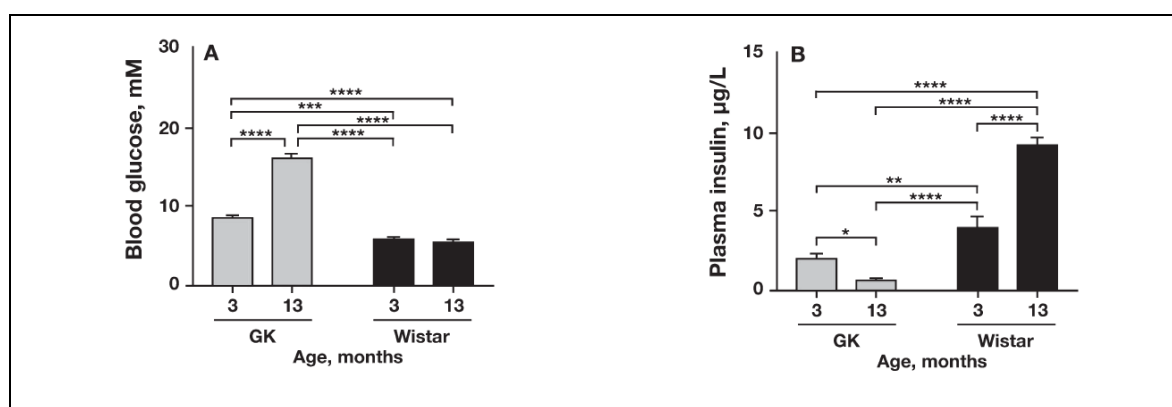 A
Blood glucose, mM
30
20
10
0
****
***
****
**** ****
3 13 3 13
GK Wistar
Age, months
B
Plasma insulin, µg/L
15
10
5
0
****
****
****
**
****
*
3 13 3 13
GK Wistar
Age, months